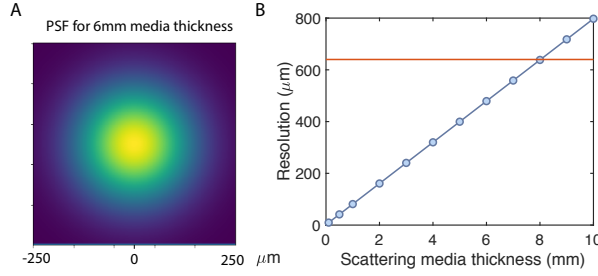 A
PSF for 6mm media thickness
-250
0
250
μm
B
Resolution (μm)
800
600
400
200
0
0
2
4
6
8
10
Scattering media thickness (mm)